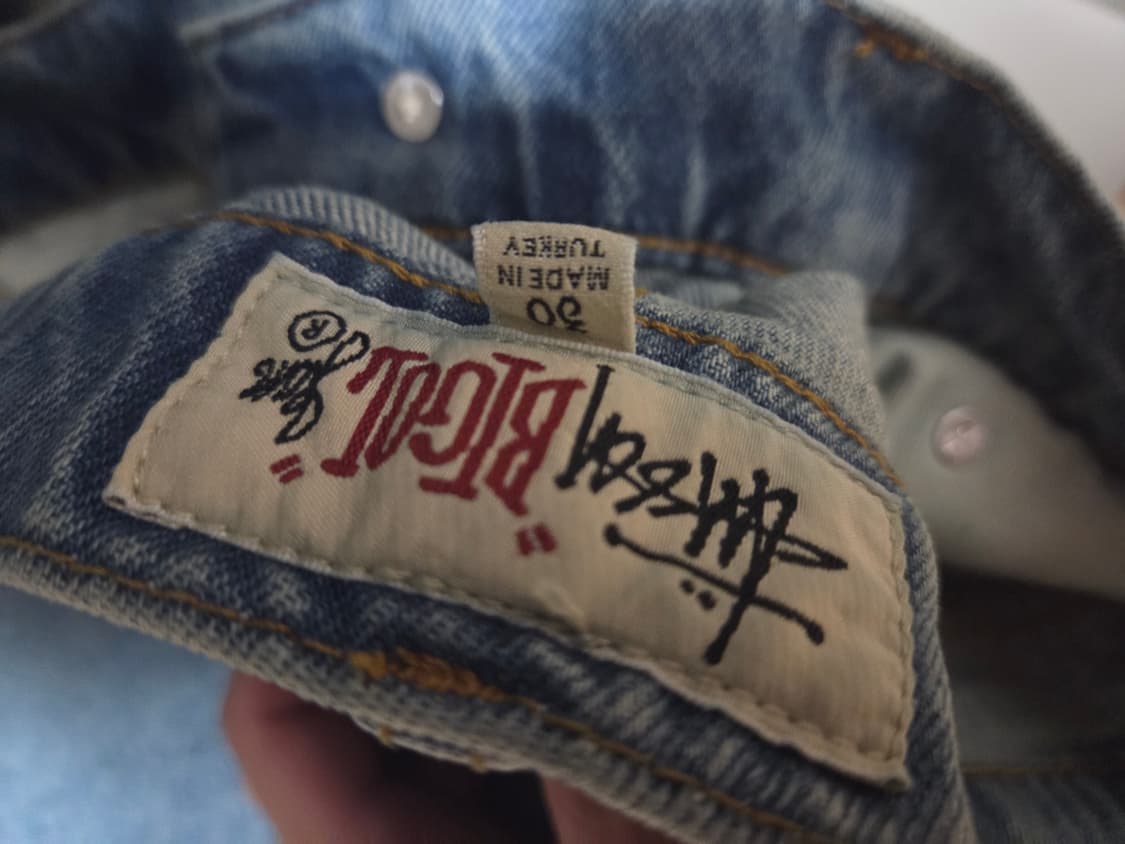 Stüssy "BIG OL" Jeans ®
30
MADE IN
TURKEY